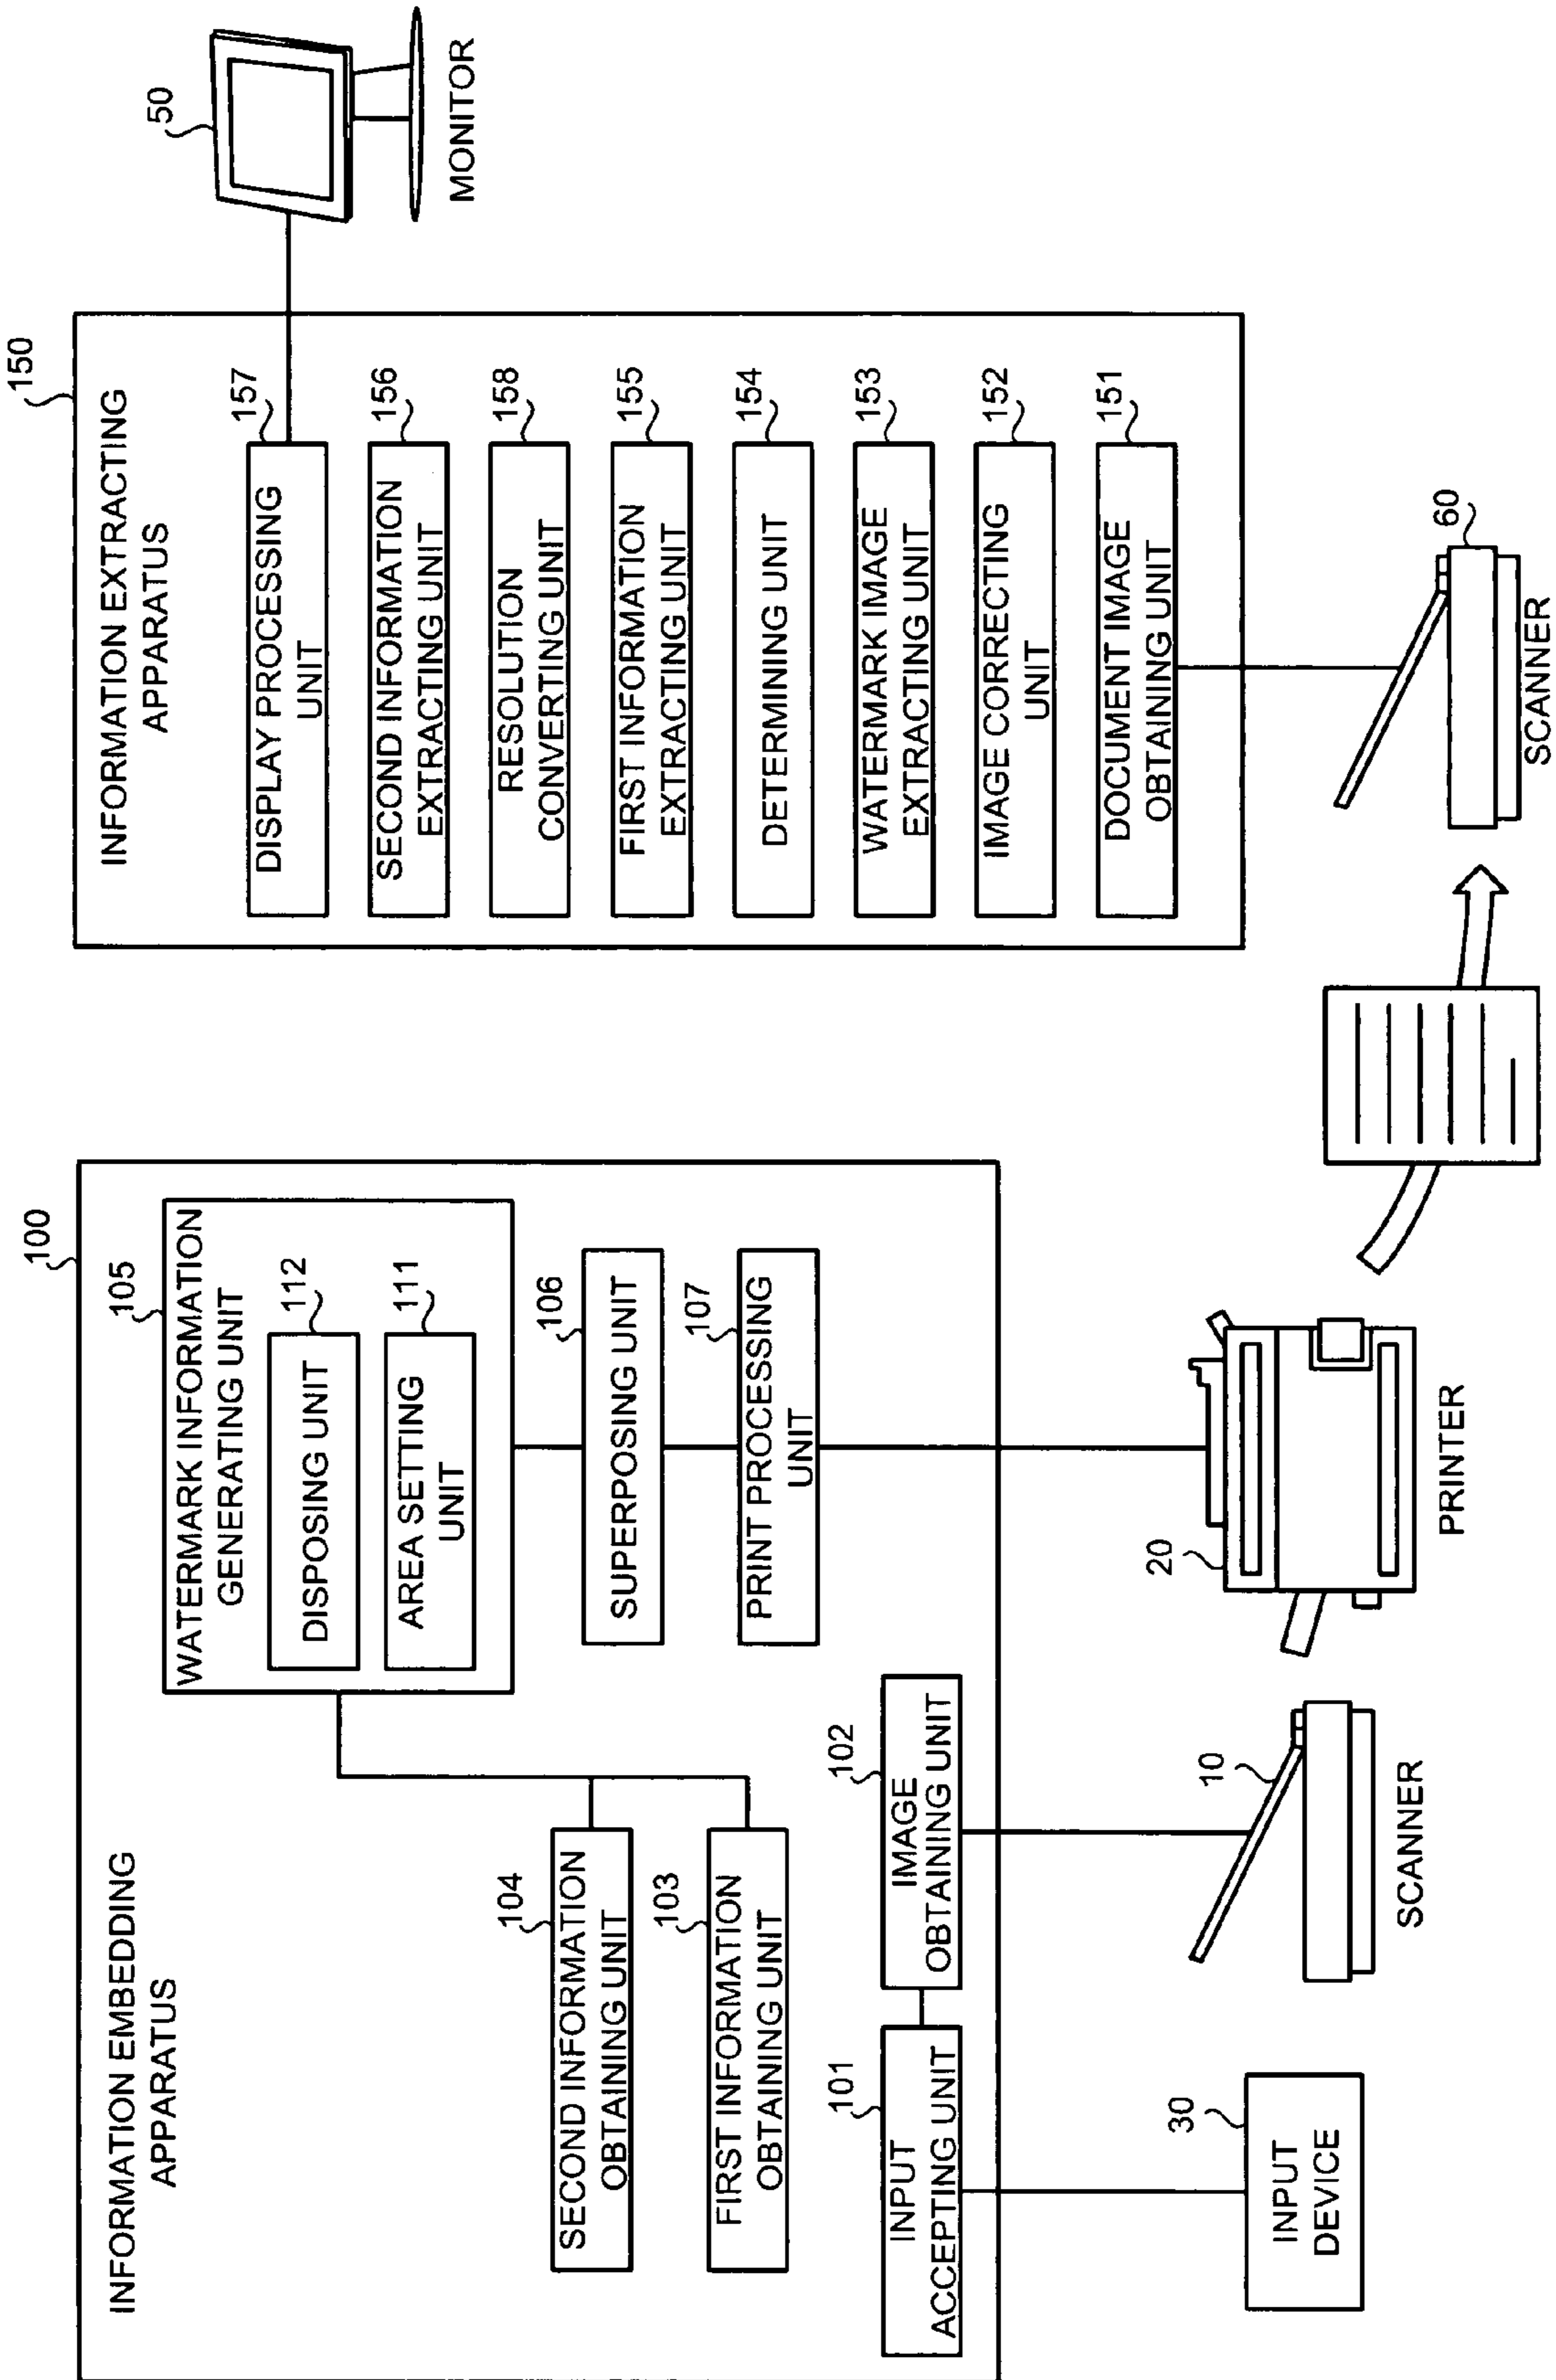 100
INFORMATION EMBEDDING
APPARATUS
105
WATERMARK INFORMATION
GENERATING UNIT
112
DISPOSING UNIT
111
AREA SETTING
UNIT
104
SECOND INFORMATION
OBTAINING UNIT
103
FIRST INFORMATION
OBTAINING UNIT
106
SUPERPOSING UNIT
107
PRINT PROCESSING
UNIT
101
INPUT
ACCEPTING UNIT
102
IMAGE
OBTAINING UNIT
30
INPUT
DEVICE
10
SCANNER
20
PRINTER
150
INFORMATION EXTRACTING
APPARATUS
157
DISPLAY PROCESSING
UNIT
156
SECOND INFORMATION
EXTRACTING UNIT
158
RESOLUTION
CONVERTING UNIT
155
FIRST INFORMATION
EXTRACTING UNIT
154
DETERMINING UNIT
153
WATERMARK IMAGE
EXTRACTING UNIT
152
IMAGE CORRECTING
UNIT
151
DOCUMENT IMAGE
OBTAINING UNIT
50
MONITOR
60
SCANNER